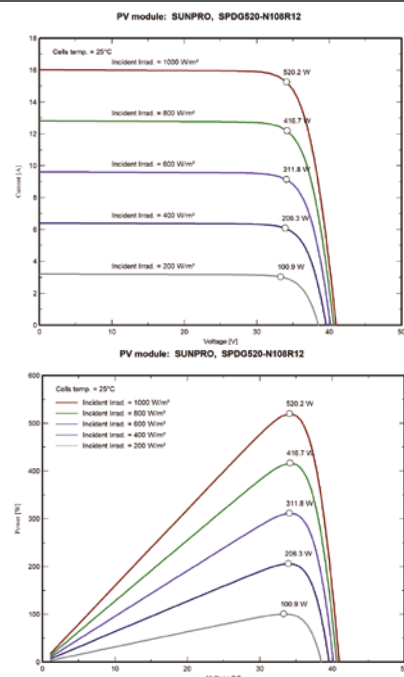 PV module: SUNPRO, SPDG520-N108R12
18
Cells temp. = 25°C
Incident Irrad. = 1000 W/m²
520.2 W
16
14
Incident Irrad. = 800 W/m²
416.7 W
12
Incident Irrad. = 600 W/m²
311.8 W
10
8
Incident Irrad. = 400 W/m²
206.3 W
6
4
Incident Irrad. = 200 W/m²
100.9 W
2
0
Current [A]
0 10 20 30 40 50
Voltage [V]
PV module: SUNPRO, SPDG520-N108R12
600
Cells temp. = 25°C
Incident Irrad. = 1000 W/m²
Incident Irrad. = 800 W/m²
Incident Irrad. = 600 W/m²
Incident Irrad. = 400 W/m²
Incident Irrad. = 200 W/m²
520.2 W
500
416.7 W
400
311.8 W
300
206.3 W
200
100.9 W
100
0
Power [W]
0 10 20 30 40 50